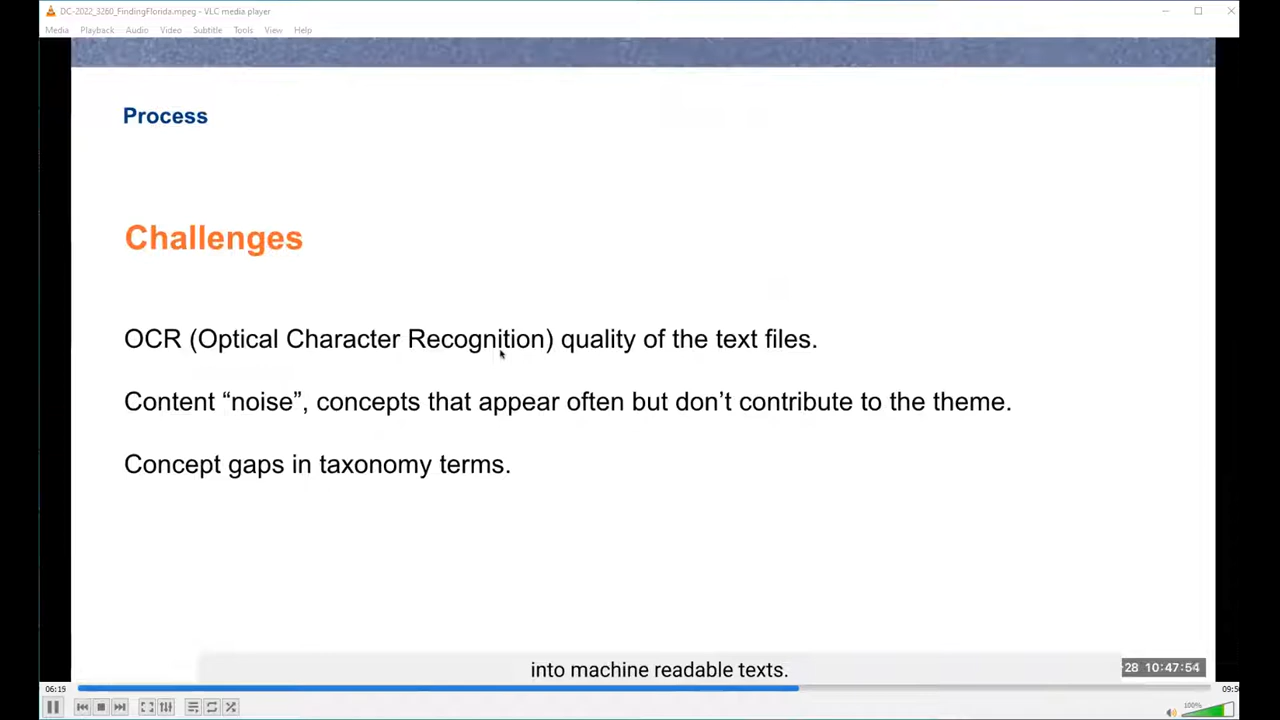 DC-2022_3260_FindingFlorida.mpeg - VLC media player
Media Playback Audio Video Subtitle Tools View Help
Process
Challenges
OCR (Optical Character Recognition) quality of the text files.
Content “noise”, concepts that appear often but don’t contribute to the theme.
Concept gaps in taxonomy terms.
into machine readable texts.
28 10:47:54
06:15
100%